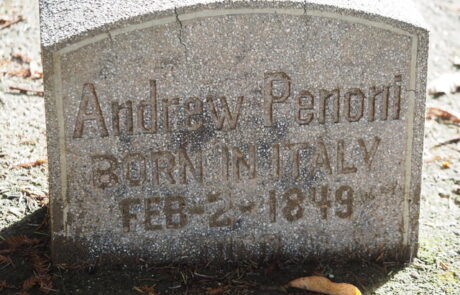 Andrew Penoni
BORN IN ITALY
FEB-2-1849